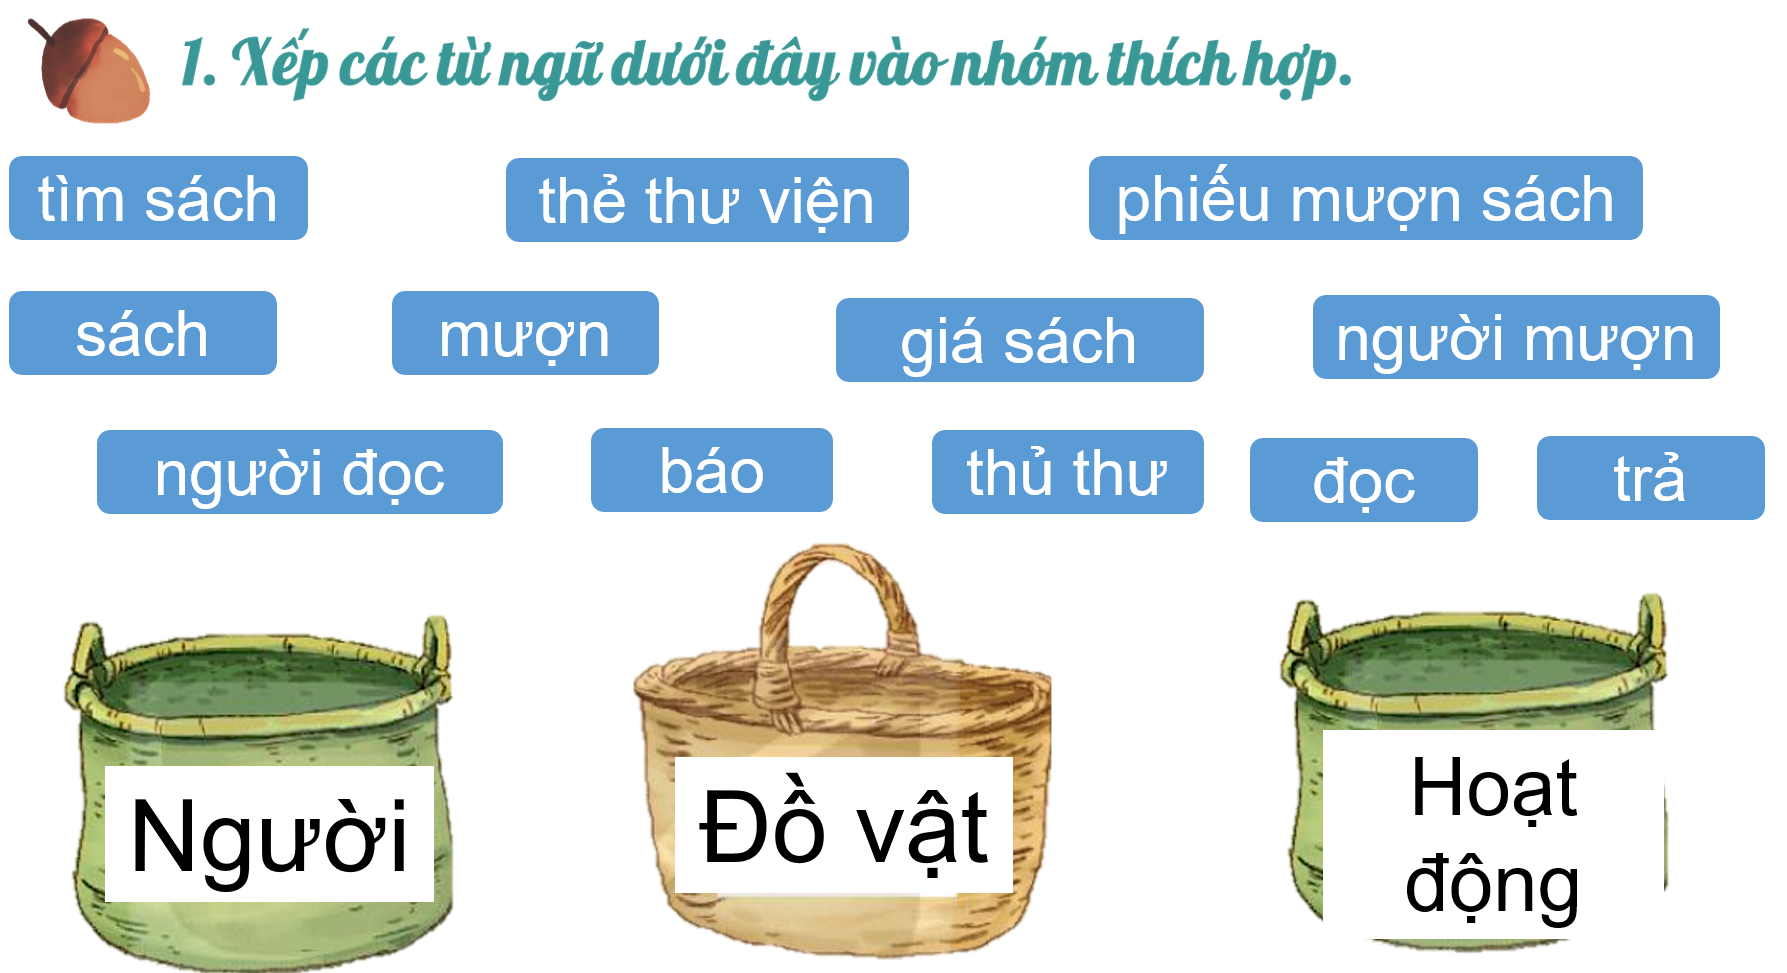 1. Xếp các từ ngữ dưới đây vào nhóm thích hợp.
tìm sách
thẻ thư viện
phiếu mượn sách
sách
mượn
giá sách
người mượn
người đọc
báo
thủ thư
đọc
trả
Người
Đồ vật
Hoạt
động